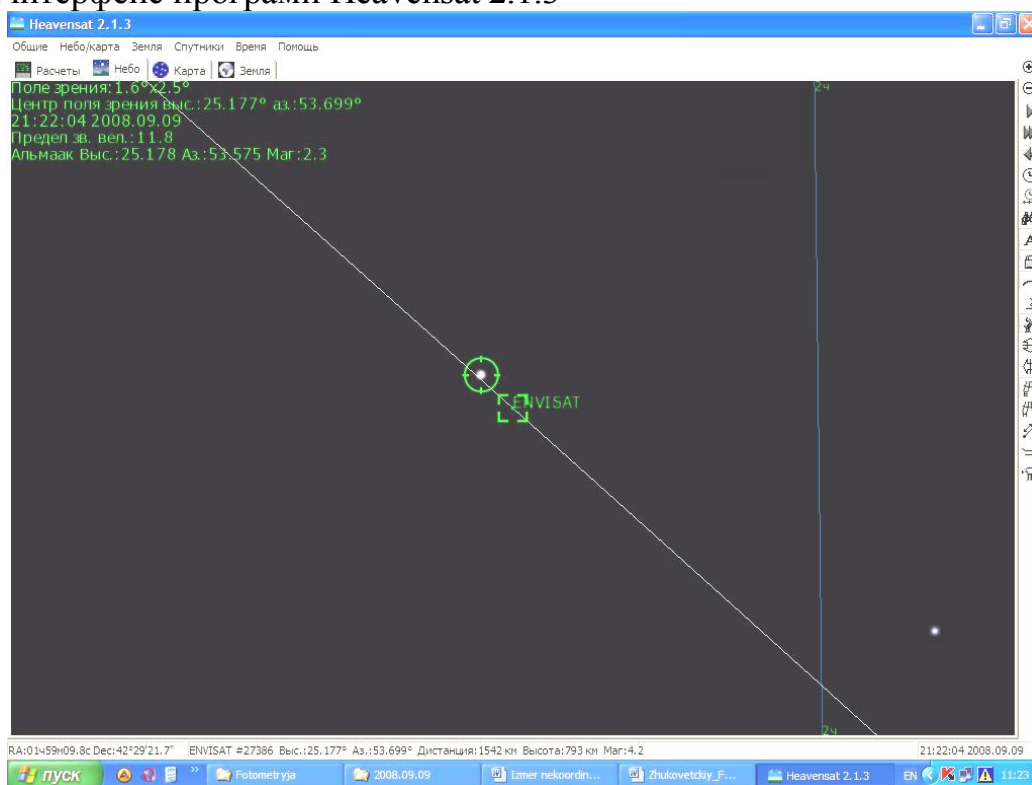 Heavensat 2.1.3
Heavensat 2.1.3
Общие Небо/карта Земля Спутники Время Помощь
Расчеты Небо Карта Земля
Поле зрения:1.6°x2.5°
Центр поля зрения выс.:25.177° аз.:53.699°
21:22:04 2008.09.09
Предел зв. вел.:11.8
Альмаак Выс.:25.178 Аз.:53.575 Маг:2.3
2ч
ENVISAT
2ч
RA:01ч59м09.8с Dec:42°29'21.7" ENVISAT #27386 Выс.:25.177° Аз.:53.699° Дистанция:1542 км Высота:793 км Маг:4.2 21:22:04 2008.09.09
пуск Fotometryja 2008.09.09 Izmer nekoordin... Zhukovetckiy_F... Heavensat 2.1.3 EN 11:23